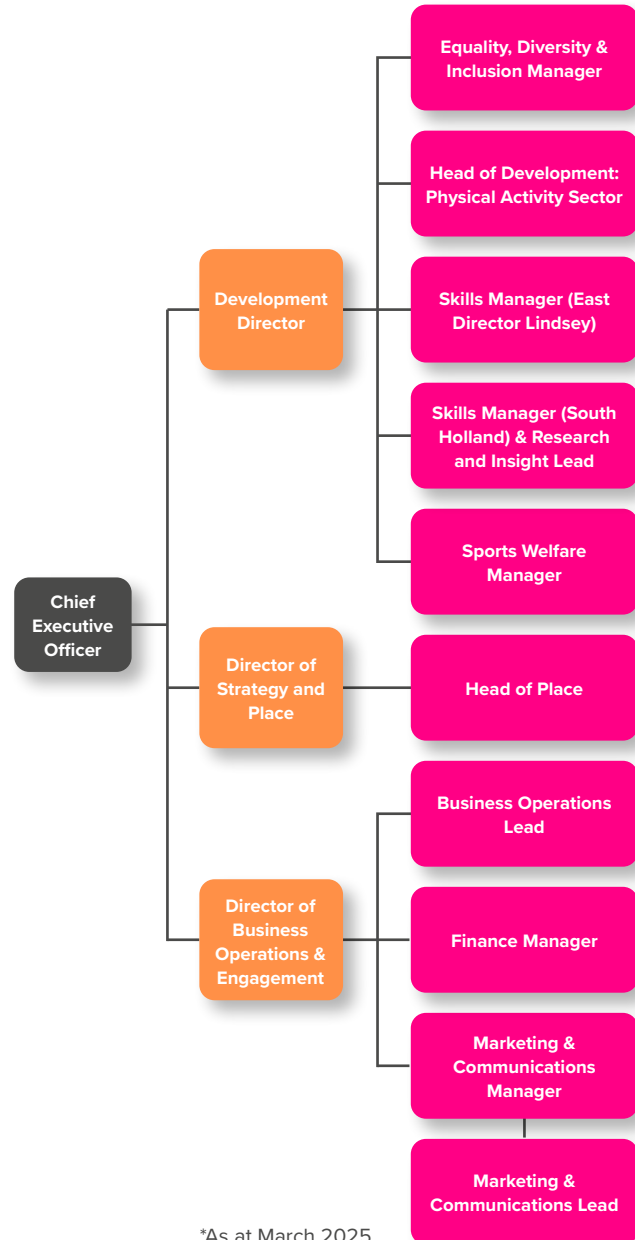 Equality, Diversity &
Inclusion Manager
Head of Development:
Physical Activity Sector
Development
Director
Skills Manager (East
Director Lindsey)
Skills Manager (South
Holland) & Research
and Insight Lead
Sports Welfare
Manager
Chief
Executive
Officer
Director of
Strategy and
Place
Head of Place
Business Operations
Lead
Director of
Business
Operations &
Engagement
Finance Manager
Marketing &
Communications
Manager
Marketing &
Communications Lead
*As at March 2025